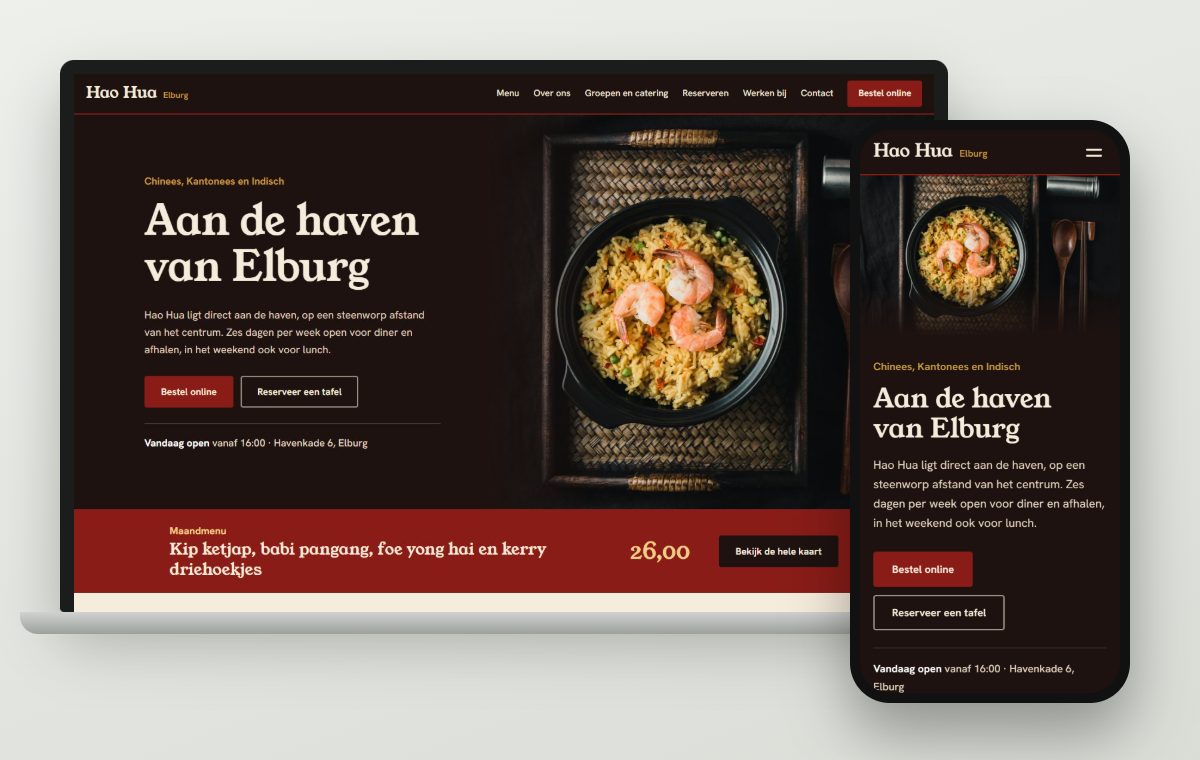 Hao Hua Elburg
Menu Over ons Groepen en catering Reserveren Werken bij Contact Bestel online
Chinees, Kantonees en Indisch
Aan de haven
van Elburg
Hao Hua ligt direct aan de haven, op een steenworp afstand
van het centrum. Zes dagen per week open voor diner en
afhalen, in het weekend ook voor lunch.
Bestel online Reserveer een tafel
Vandaag open vanaf 16:00 · Havenkade 6, Elburg
Maandmenu
Kip ketjap, babi pangang, foe yong hai en kerry
driehoekjes
26,00
Bekijk de hele kaart
Hao Hua Elburg
Chinees, Kantonees en Indisch
Aan de haven
van Elburg
Hao Hua ligt direct aan de haven, op een
steenworp afstand van het centrum. Zes
dagen per week open voor diner en afhalen,
in het weekend ook voor lunch.
Bestel online
Reserveer een tafel
Vandaag open vanaf 16:00 · Havenkade 6,
Elburg